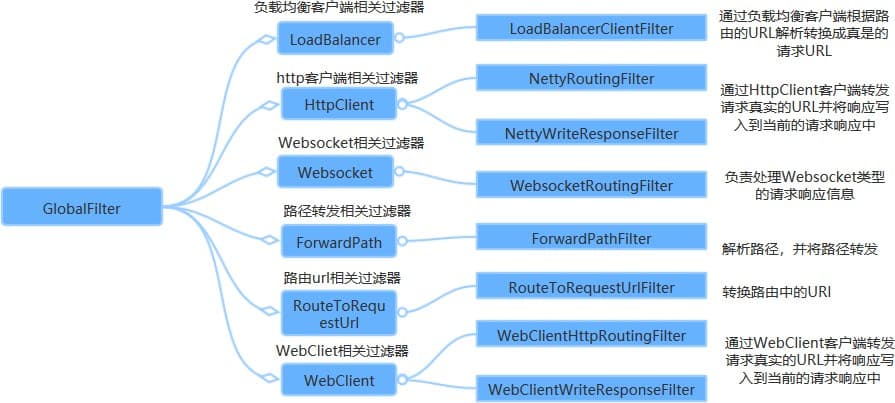 负载均衡客户端相关过滤器
LoadBalancer
LoadBalancerClientFilter
通过负载均衡客户端根据路
由的URL解析转换成真是的
请求URL
http客户端相关过滤器
HttpClient
NettyRoutingFilter
NettyWriteResponseFilter
通过HttpClient客户端转发
请求真实的URL并将响应写
入到当前的请求响应中
Websocket相关过滤器
Websocket
WebsocketRoutingFilter
负责处理Websocket类型
的请求响应信息
GlobalFilter
路径转发相关过滤器
ForwardPath
ForwardPathFilter
解析路径，并将路径转发
路由url相关过滤器
RouteToRequ
estUrl
RouteToRequestUrlFilter
转换路由中的URI
WebCliet相关过滤器
WebClient
WebClientHttpRoutingFilter
WebClientWriteResponseFilter
通过WebClient客户端转发
请求真实的URL并将响应写
入到当前的请求响应中